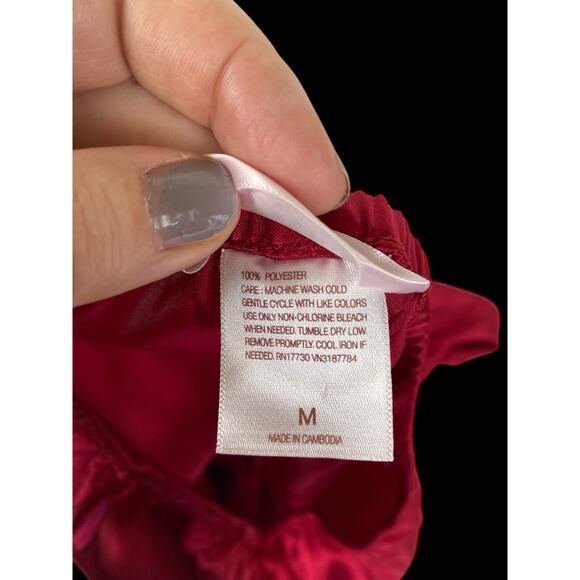 100% POLYESTER
CARE : MACHINE WASH COLD
GENTLE CYCLE WITH LIKE COLORS
USE ONLY NON-CHLORINE BLEACH
WHEN NEEDED. TUMBLE DRY LOW.
REMOVE PROMPTLY. COOL IRON IF
NEEDED. RN17730 VN3187784
M
MADE IN CAMBODIA